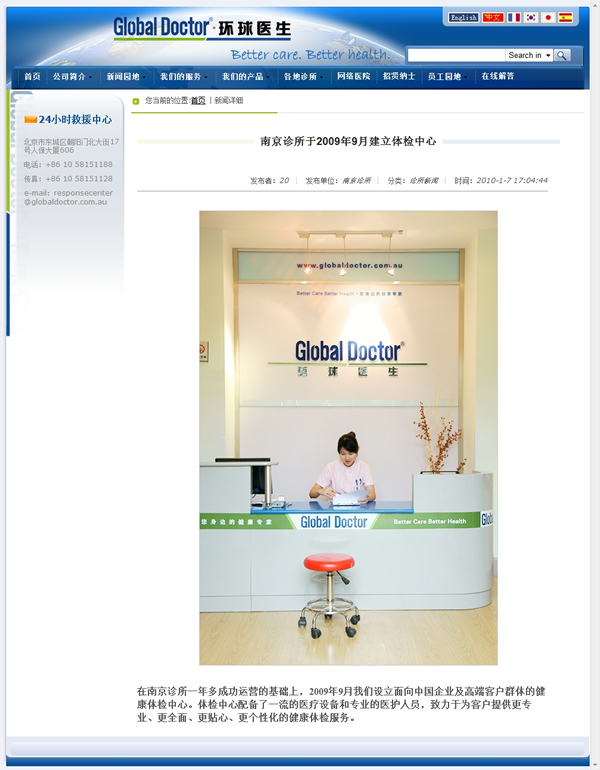 Global Doctor® · 环球医生
English 中文
Better care. Better health.
Search in
首页 公司简介 新闻园地 我们的服务 我们的产品 各地诊所 网络医院 招贤纳士 员工园地 在线解答
您当前的位置:首页 | 新闻详细
24小时救援中心
北京市东城区朝阳门北大街17
号人保大厦606
电话: +86 10 58151188
传真: +86 10 58151128
e-mail: responsecenter
@globaldoctor.com.au
南京诊所于2009年9月建立体检中心
发布者: 20 | 发布单位: 南京诊所 | 分类: 诊所新闻 | 时间: 2010-1-7 17:04:44
www.globaldoctor.com.au
Global Doctor®
环球医生
您身边的健康专家 Global Doctor Better Care Better Health Glob
在南京诊所一年多成功运营的基础上，2009年9月我们设立面向中国企业及高端客户群体的健
康体检中心。体检中心配备了一流的医疗设备和专业的医护人员，致力于为客户提供更专
业、更全面、更贴心、更个性化的健康体检服务。